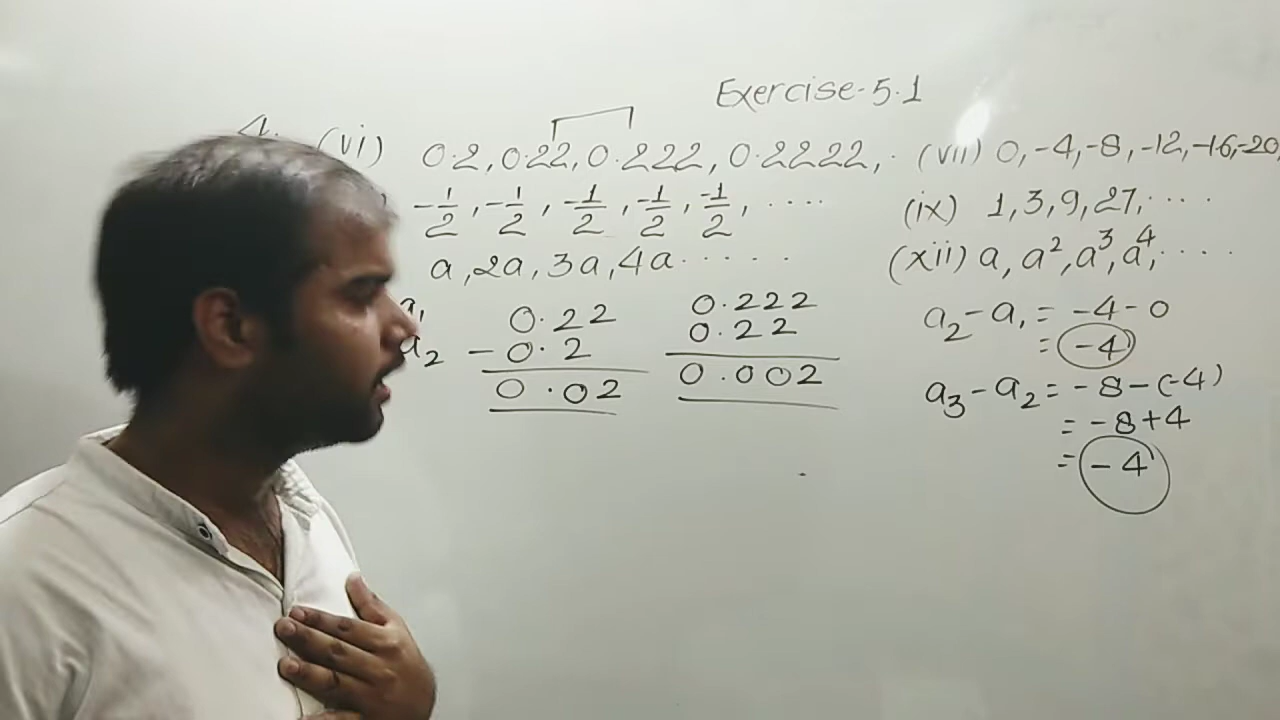 Exercise-5.1
4. (vi) 0.2, 0.22, 0.222, 0.2222, . (vii) 0, -4, -8, -12, -16, -20,
-1/2, -1/2, -1/2, -1/2, -1/2, .... (ix) 1, 3, 9, 27, ....
a, 2a, 3a, 4a ...... (xii) a, a², a³, a⁴, ....
a₁ 0.22 0.222 a₂ - a₁ = -4 - 0
a₂ - 0.2 0.22 = -4
0.02 0.002 a₃ - a₂ = -8 - (-4)
= -8 + 4
= -4